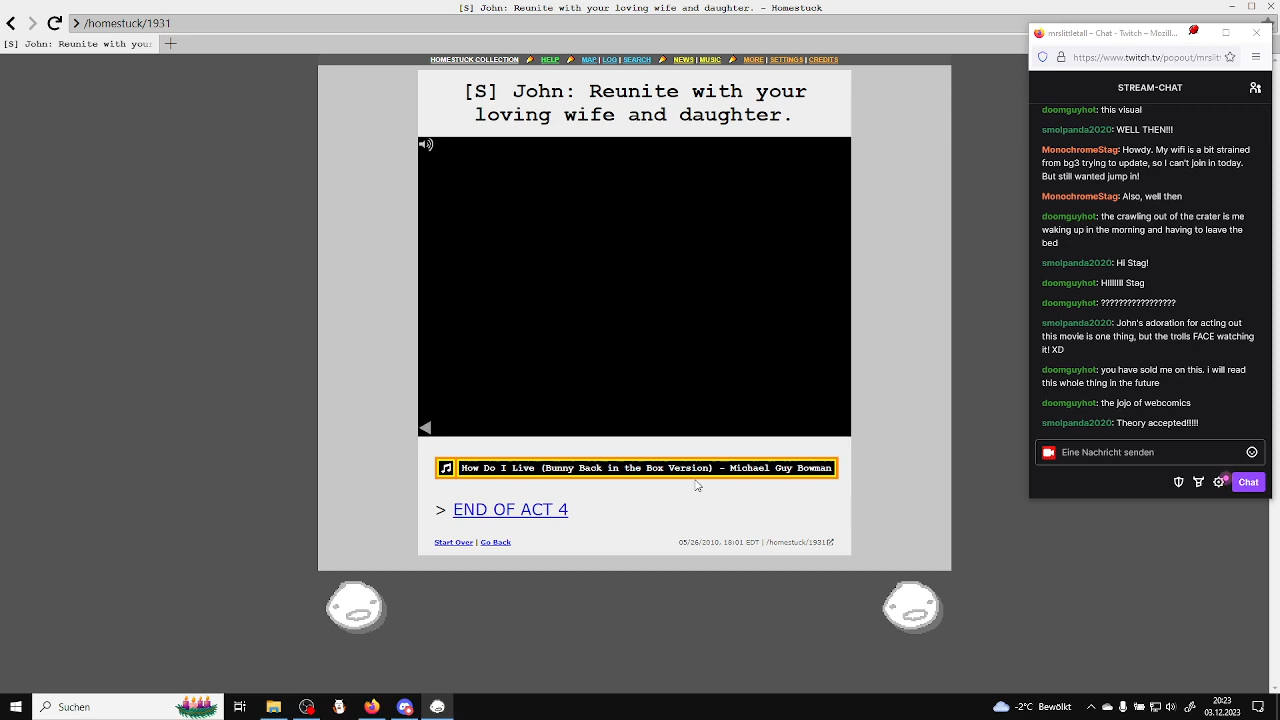 [S] John: Reunite with your loving wife and daughter. - Homestuck
/homestuck/1931
[S] John: Reunite with your
HOMESTUCK COLLECTION HELP MAP | LOG | SEARCH NEWS | MUSIC MORE | SETTINGS | CREDITS
[S] John: Reunite with your
loving wife and daughter.
How Do I Live (Bunny Back in the Box Version) - Michael Guy Bowman
> END OF ACT 4
Start Over | Go Back
05/26/2010, 18:01 EDT | /homestuck/1931
mrslittletall – Chat - Twitch – Mozill...
https://www.twitch.tv/popout/mrslitt
STREAM-CHAT
doomguyhot: this visual
smolpanda2020: WELL THEN!!!
MonochromeStag: Howdy. My wifi is a bit strained
from bg3 trying to update, so I can't join in today.
But still wanted jump in!
MonochromeStag: Also, well then
doomguyhot: the crawling out of the crater is me
waking up in the morning and having to leave the
bed
smolpanda2020: Hi Stag!
doomguyhot: HIIIIIII Stag
doomguyhot: ?????????????????
smolpanda2020: John's adoration for acting out
this movie is one thing, but the trolls FACE watching
it! XD
doomguyhot: you have sold me on this. i will read
this whole thing in the future
doomguyhot: the jojo of webcomics
smolpanda2020: Theory accepted!!!!!
Eine Nachricht senden
Chat
Suchen
-2°C Bewölkt
20:23
03.12.2023